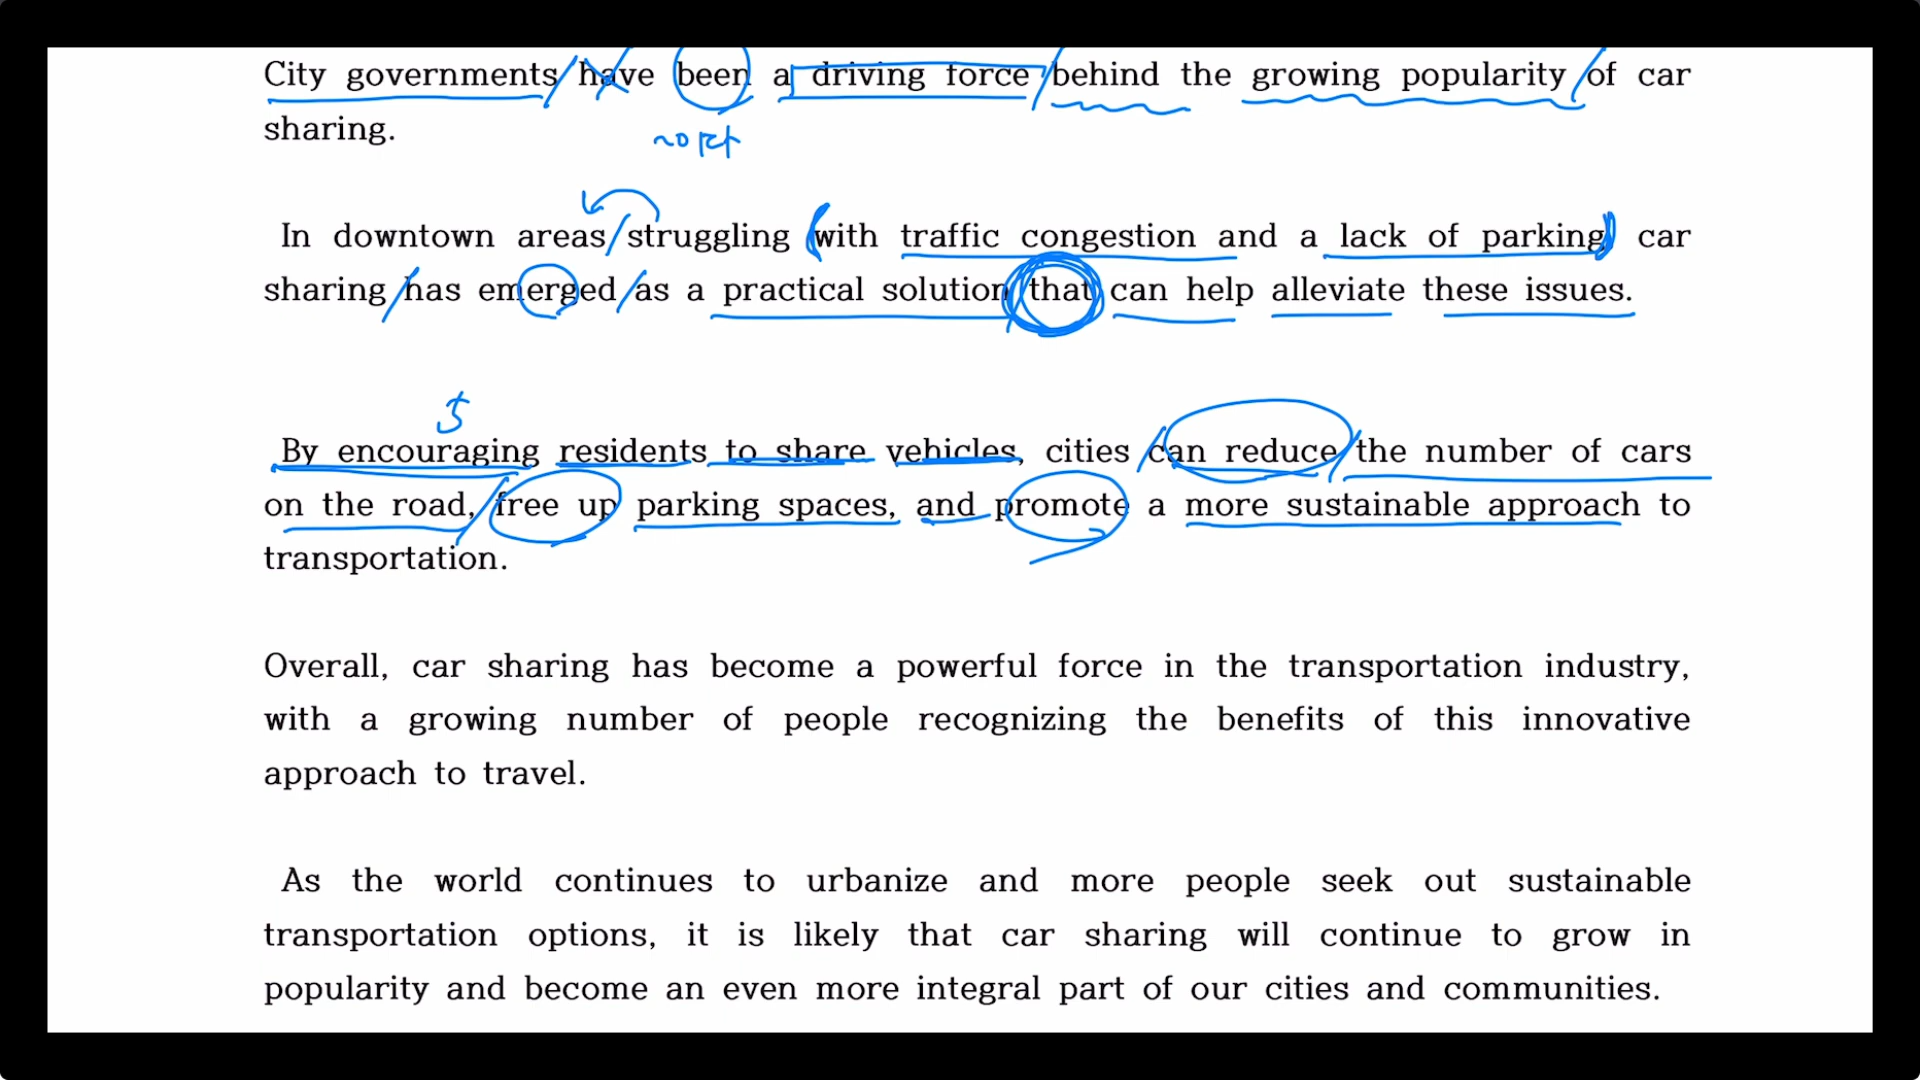 City governments have been a driving force behind the growing popularity of car
sharing.
In downtown areas struggling with traffic congestion and a lack of parking, car
sharing has emerged as a practical solution that can help alleviate these issues.
5
By encouraging residents to share vehicles, cities can reduce the number of cars
on the road, free up parking spaces, and promote a more sustainable approach to
transportation.
Overall, car sharing has become a powerful force in the transportation industry,
with a growing number of people recognizing the benefits of this innovative
approach to travel.
As the world continues to urbanize and more people seek out sustainable
transportation options, it is likely that car sharing will continue to grow in
popularity and become an even more integral part of our cities and communities.